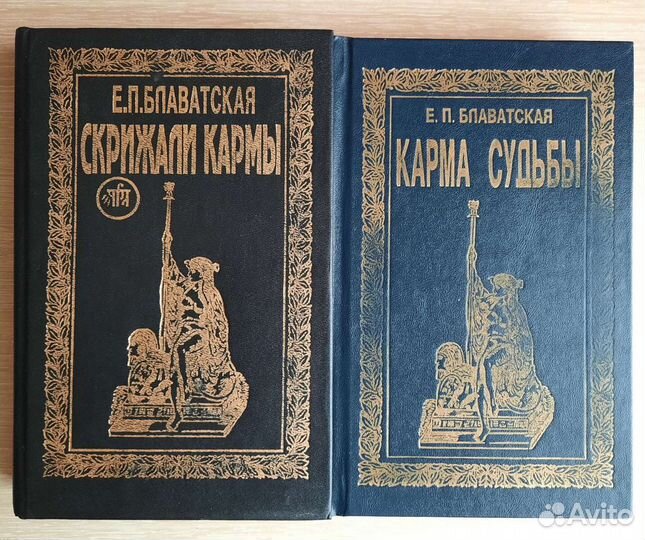 Е.П.БЛАВАТСКАЯ
СКРИЖАЛИ КАРМЫ
Е. П. БЛАВАТСКАЯ
КАРМА СУДЬБЫ
Avito